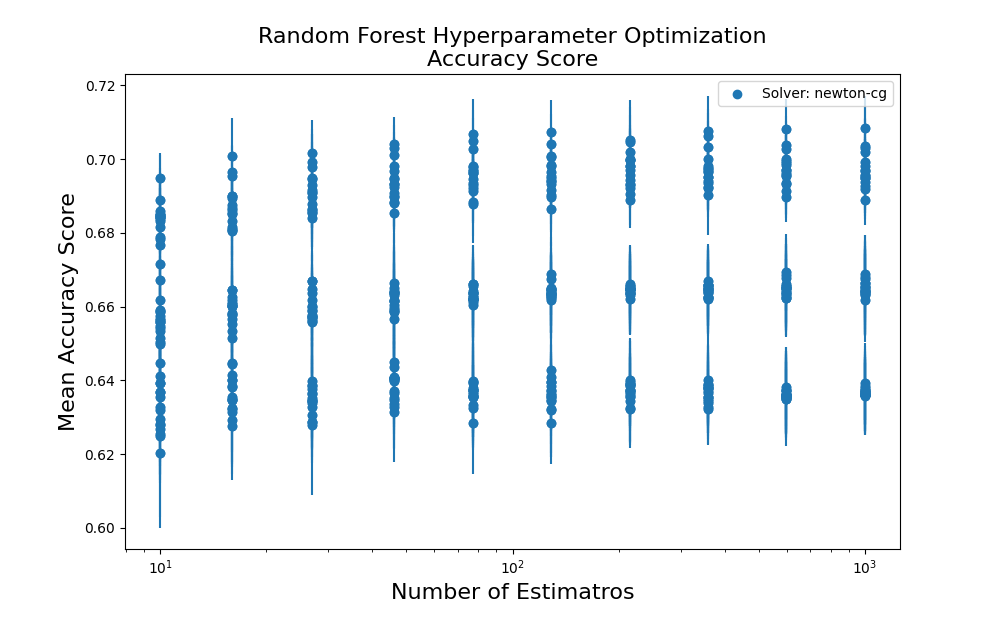 Random Forest Hyperparameter Optimization
Accuracy Score
Solver: newton-cg
Mean Accuracy Score
0.72
0.70
0.68
0.66
0.64
0.62
0.60
10¹
10²
10³
Number of Estimatros